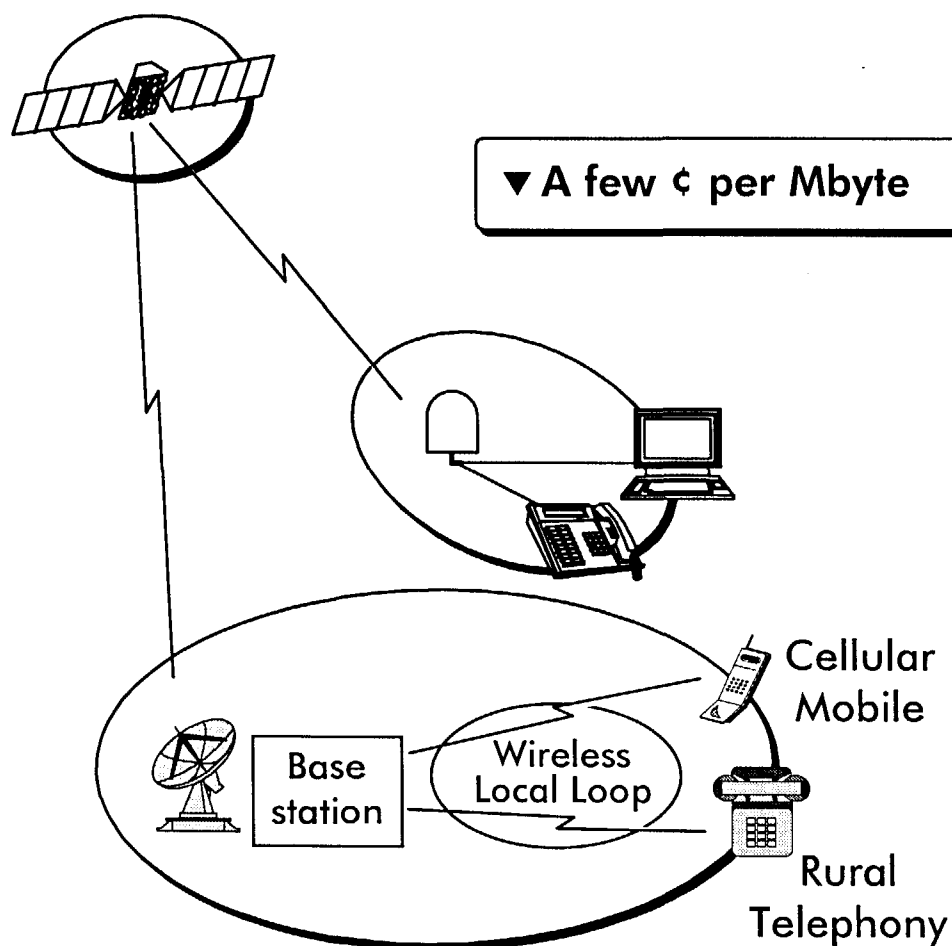 ▼ A few ¢ per Mbyte
Cellular
Mobile
Base
station
Wireless
Local Loop
Rural
Telephony